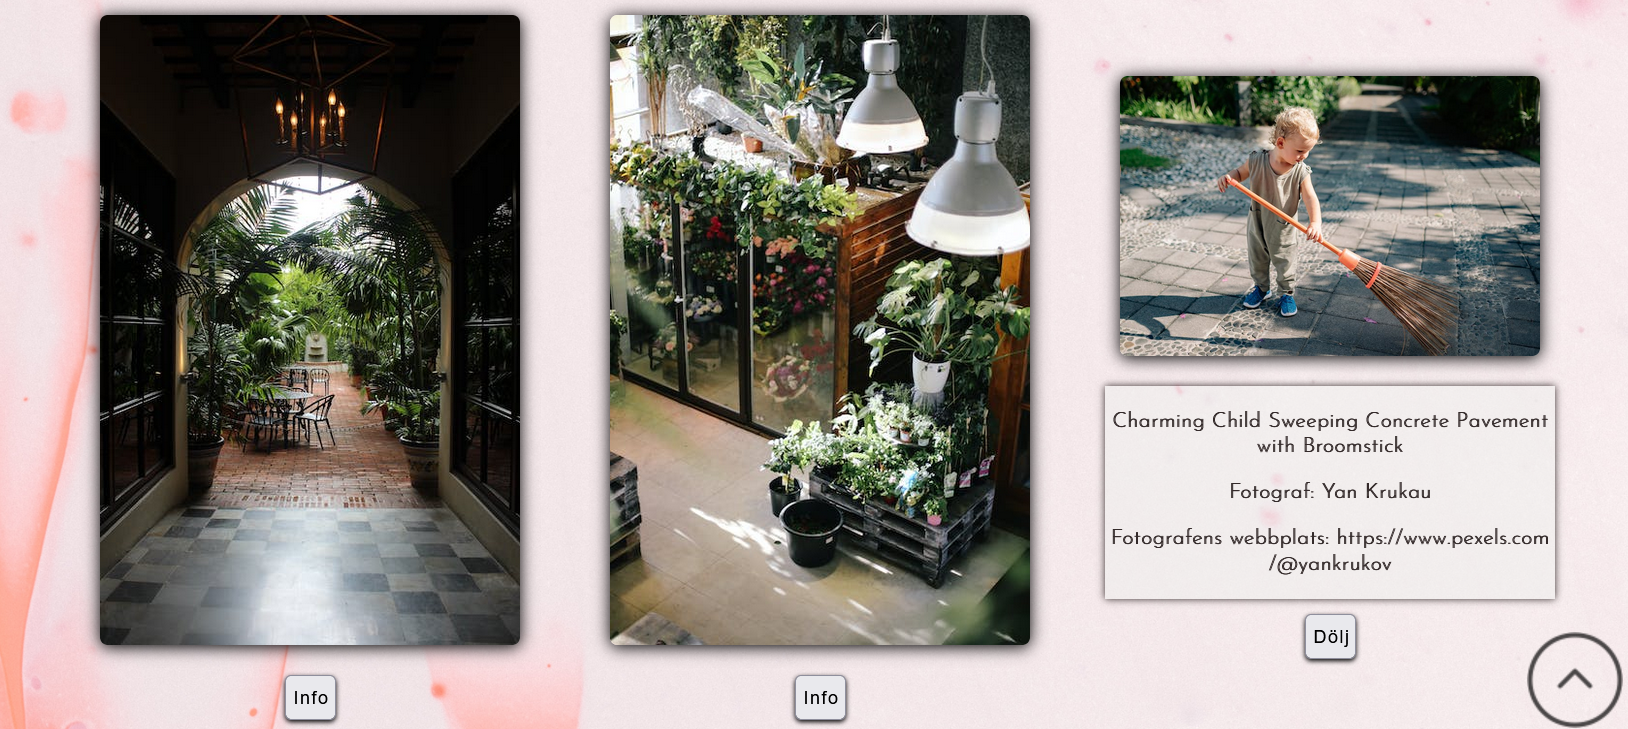 Charming Child Sweeping Concrete Pavement
with Broomstick
Fotograf: Yan Krukau
Fotografens webbplats: https://www.pexels.com
/@yankrukov
Dölj
Info
Info